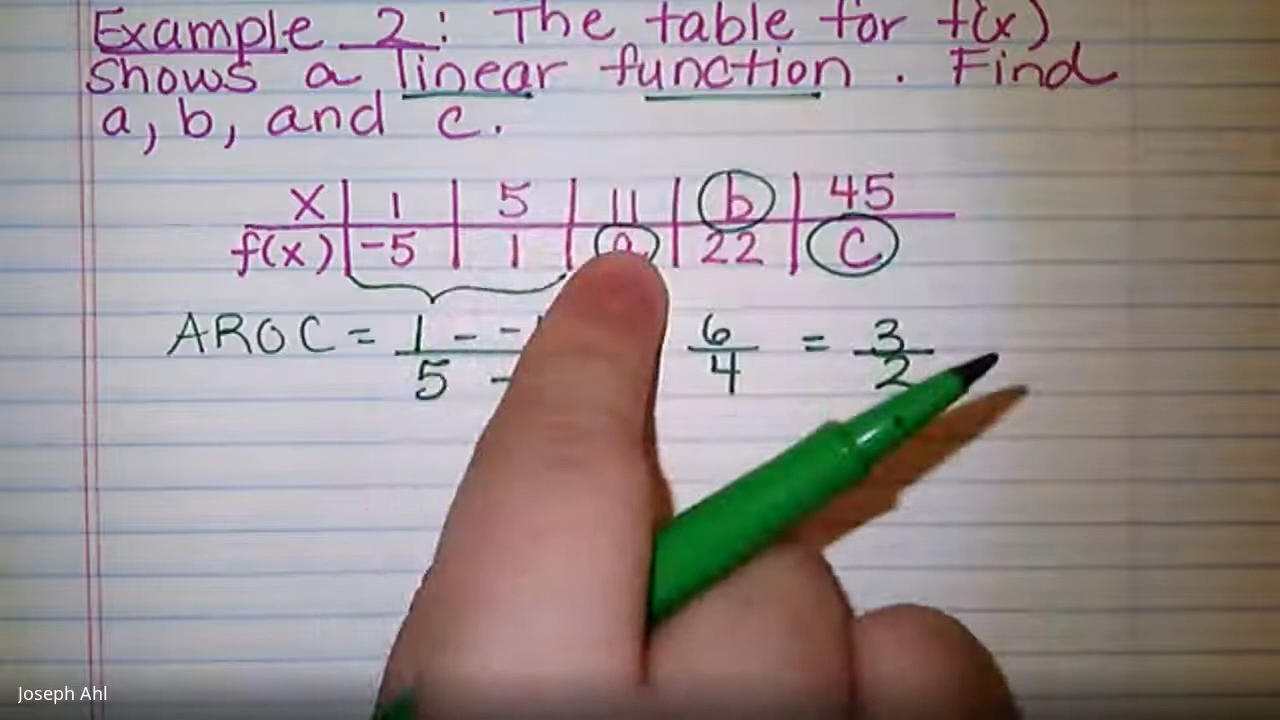 Example 2: The table for f(x)
shows a linear function. Find
a, b, and c.
x | 1 | 5 | 11 | b | 45
f(x) | -5 | 1 | a | 22 | c
AROC = 1 - - 6 = 3
5 - 4 2
Joseph Ahl